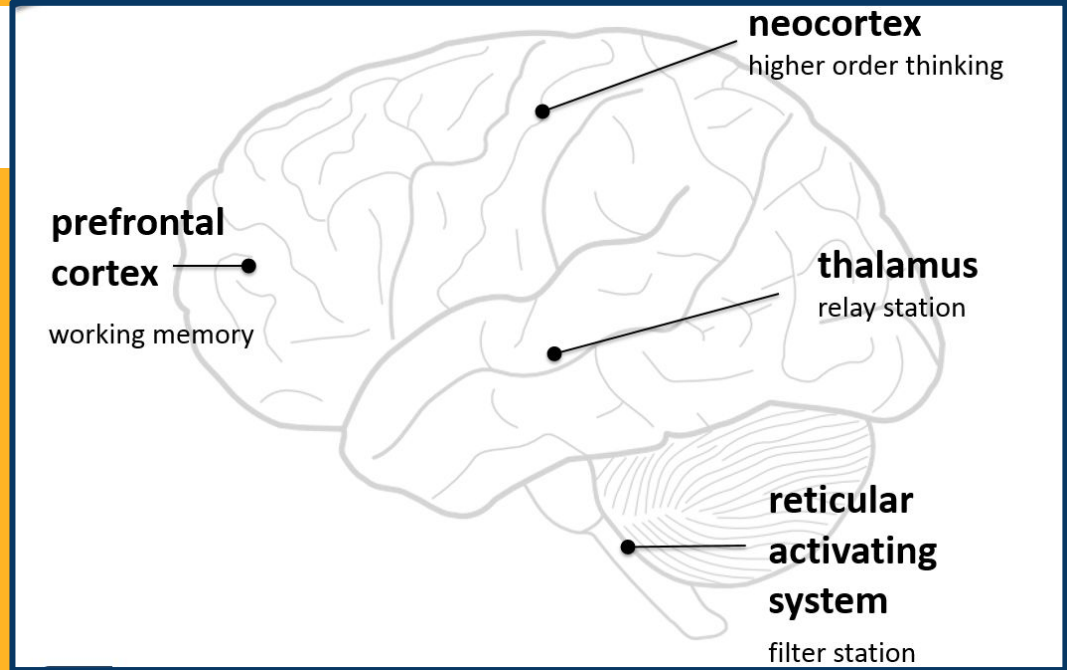 neocortex
higher order thinking
prefrontal
cortex
working memory
thalamus
relay station
reticular
activating
system
filter station